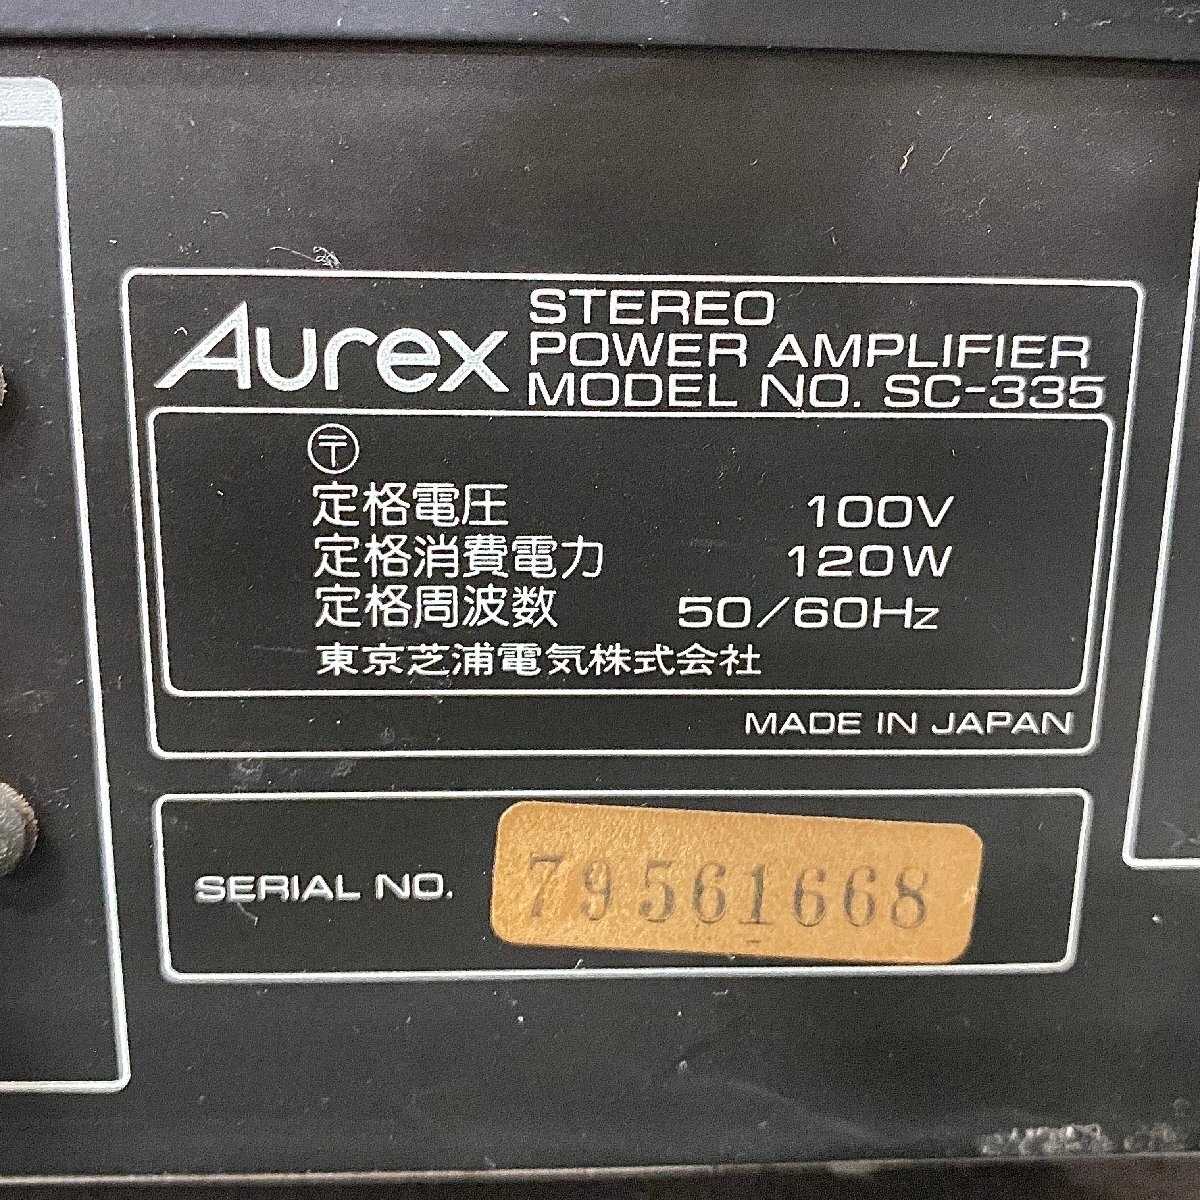 Aurex
STEREO
POWER AMPLIFIER
MODEL NO. SC-335
〒
定格電圧 100V
定格消費電力 120W
定格周波数 50/60Hz
東京芝浦電気株式会社
MADE IN JAPAN
SERIAL NO. 79561668